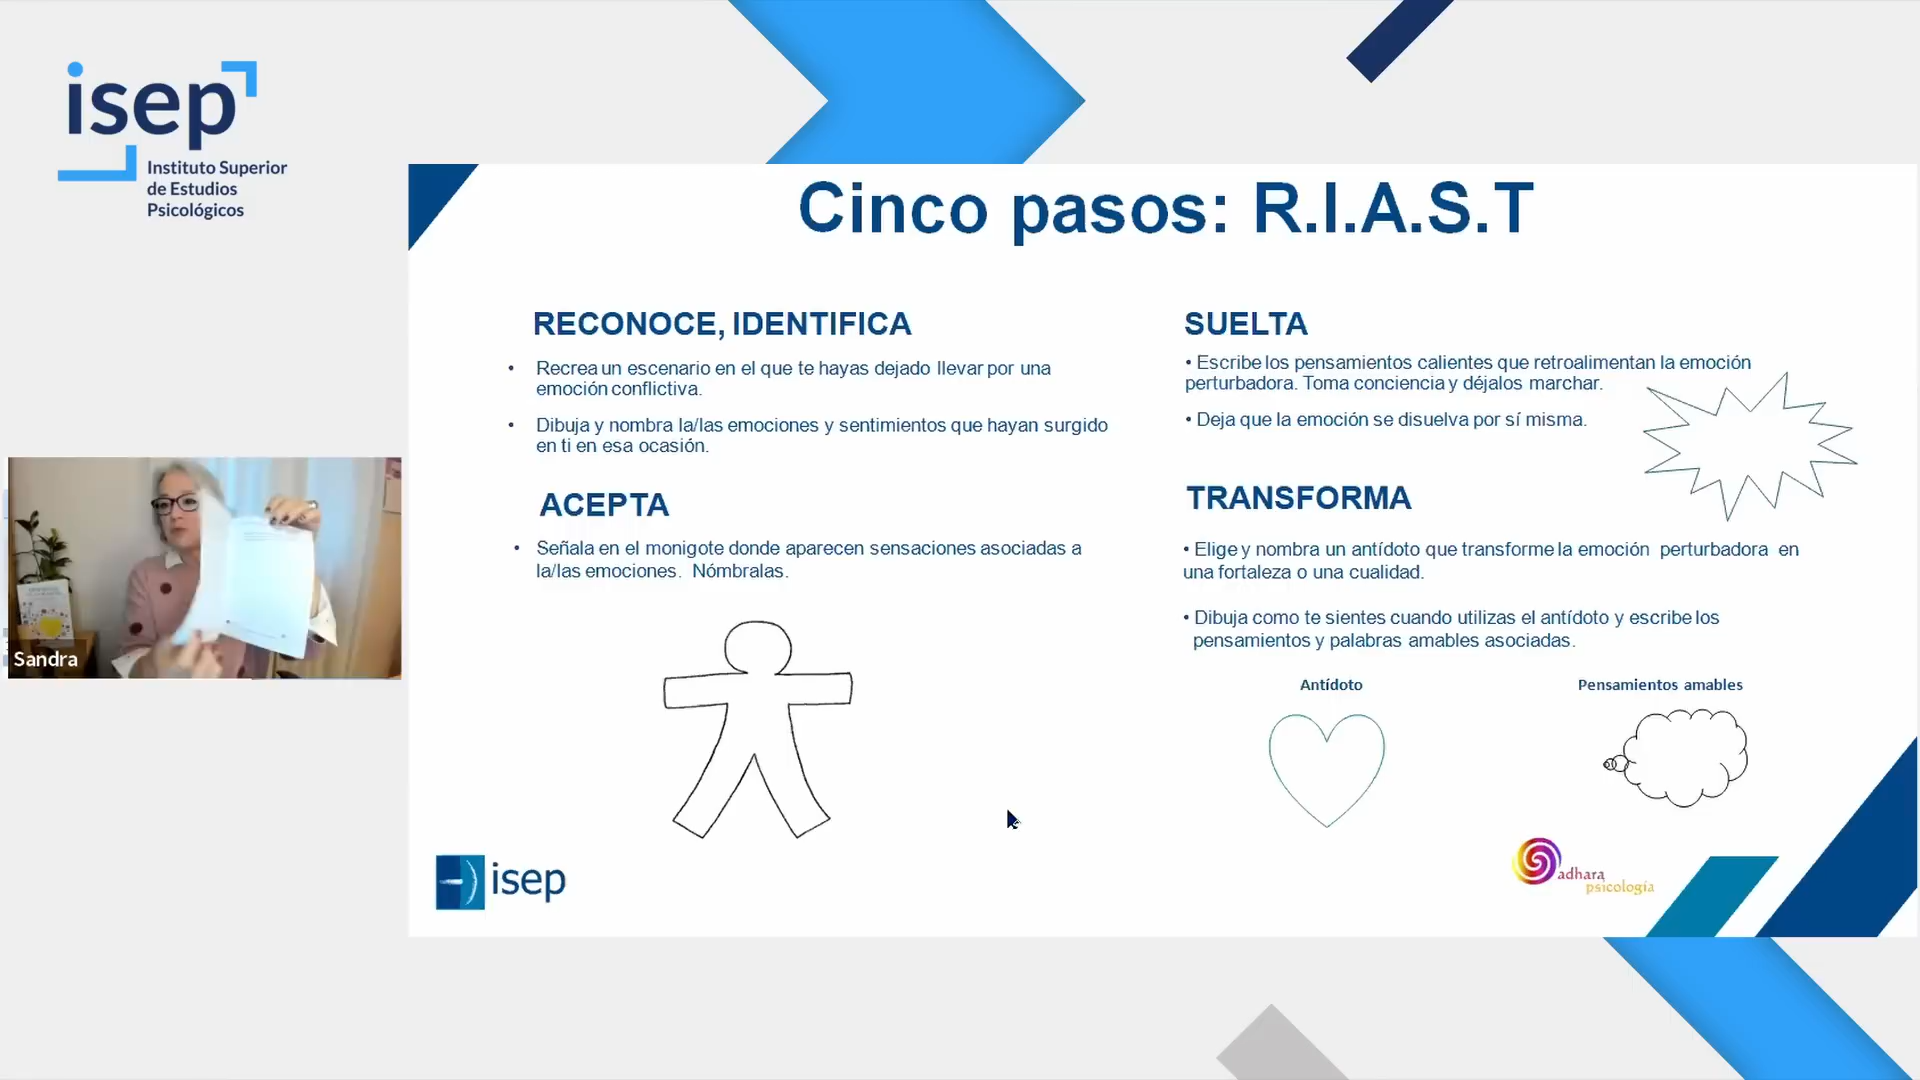 isep
Instituto Superior
de Estudios
Psicológicos
Cinco pasos: R.I.A.S.T
RECONOCE, IDENTIFICA
• Recrea un escenario en el que te hayas dejado llevar por una
emoción conflictiva.
• Dibuja y nombra la/las emociones y sentimientos que hayan surgido
en ti en esa ocasión.
ACEPTA
• Señala en el monigote donde aparecen sensaciones asociadas a
la/las emociones. Nómbralas.
SUELTA
• Escribe los pensamientos calientes que retroalimentan la emoción
perturbadora. Toma conciencia y déjalos marchar.
• Deja que la emoción se disuelva por sí misma.
TRANSFORMA
• Elige y nombra un antídoto que transforme la emoción perturbadora en
una fortaleza o una cualidad.
• Dibuja como te sientes cuando utilizas el antídoto y escribe los
pensamientos y palabras amables asociadas.
Antídoto
Pensamientos amables
Sandra
isep
adhara
psicología